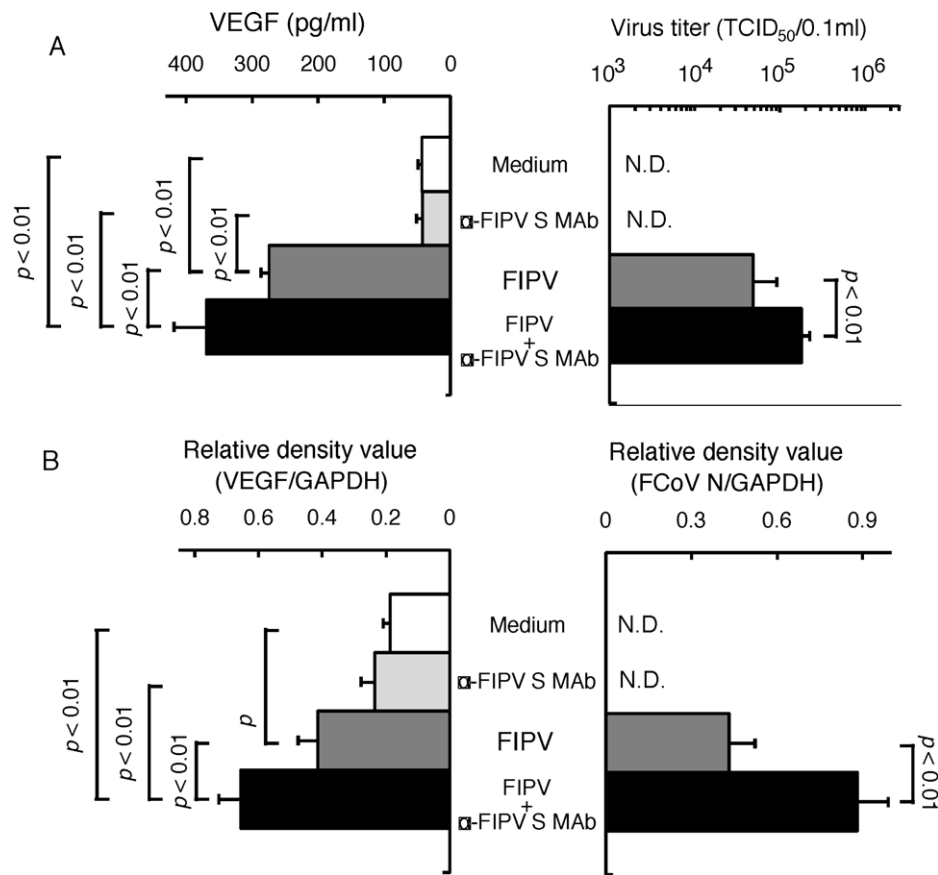 A
VEGF (pg/ml)
400 300 200 100 0
Virus titer (TCID50/0.1ml)
10³ 10⁴ 10⁵ 10⁶
Medium
-FIPV S MAb
FIPV
FIPV
+
-FIPV S MAb
N.D.
N.D.
p < 0.01
p < 0.01
p < 0.01
p < 0.01
p < 0.01
p < 0.01
B
Relative density value
(VEGF/GAPDH)
0.8 0.6 0.4 0.2 0
Relative density value
(FCoV N/GAPDH)
0 0.3 0.6 0.9
Medium
-FIPV S MAb
FIPV
FIPV
+
-FIPV S MAb
N.D.
N.D.
p < 0.01
p < 0.01
p < 0.01
p
p < 0.01